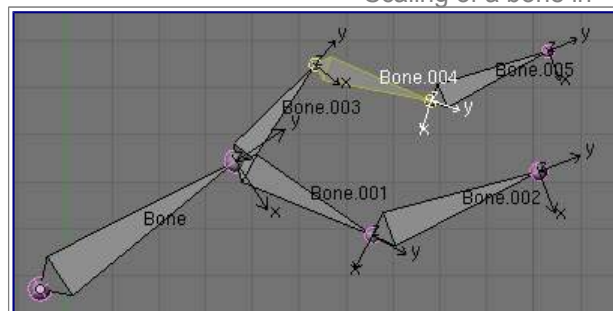 Scaling of a bone in
y
x
Bone.004
y
x
Bone.005
y
x
Bone.003
y
x
Bone.001
Bone
y
x
Bone.002
y
x